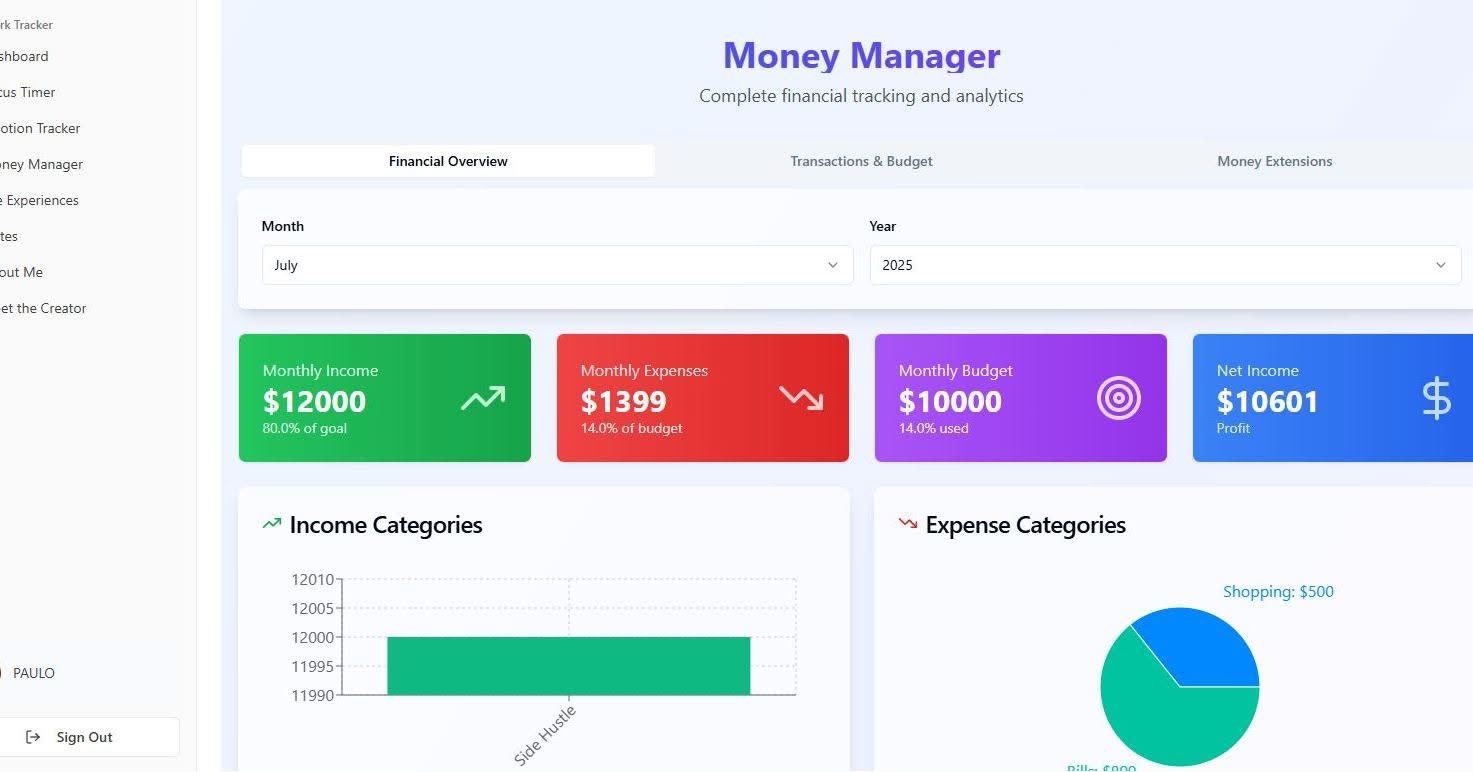 rk Tracker
shboard
cus Timer
otion Tracker
oney Manager
e Experiences
tes
out Me
et the Creator
PAULO
Sign Out
Money Manager
Complete financial tracking and analytics
Financial Overview
Transactions & Budget
Money Extensions
Month
Year
July
2025
Monthly Income
$12000
80.0% of goal
Monthly Expenses
$1399
14.0% of budget
Monthly Budget
$10000
14.0% used
Net Income
$10601
Profit
Income Categories
12010
12005
12000
11995
11990
Side Hustle
Expense Categories
Shopping: $500